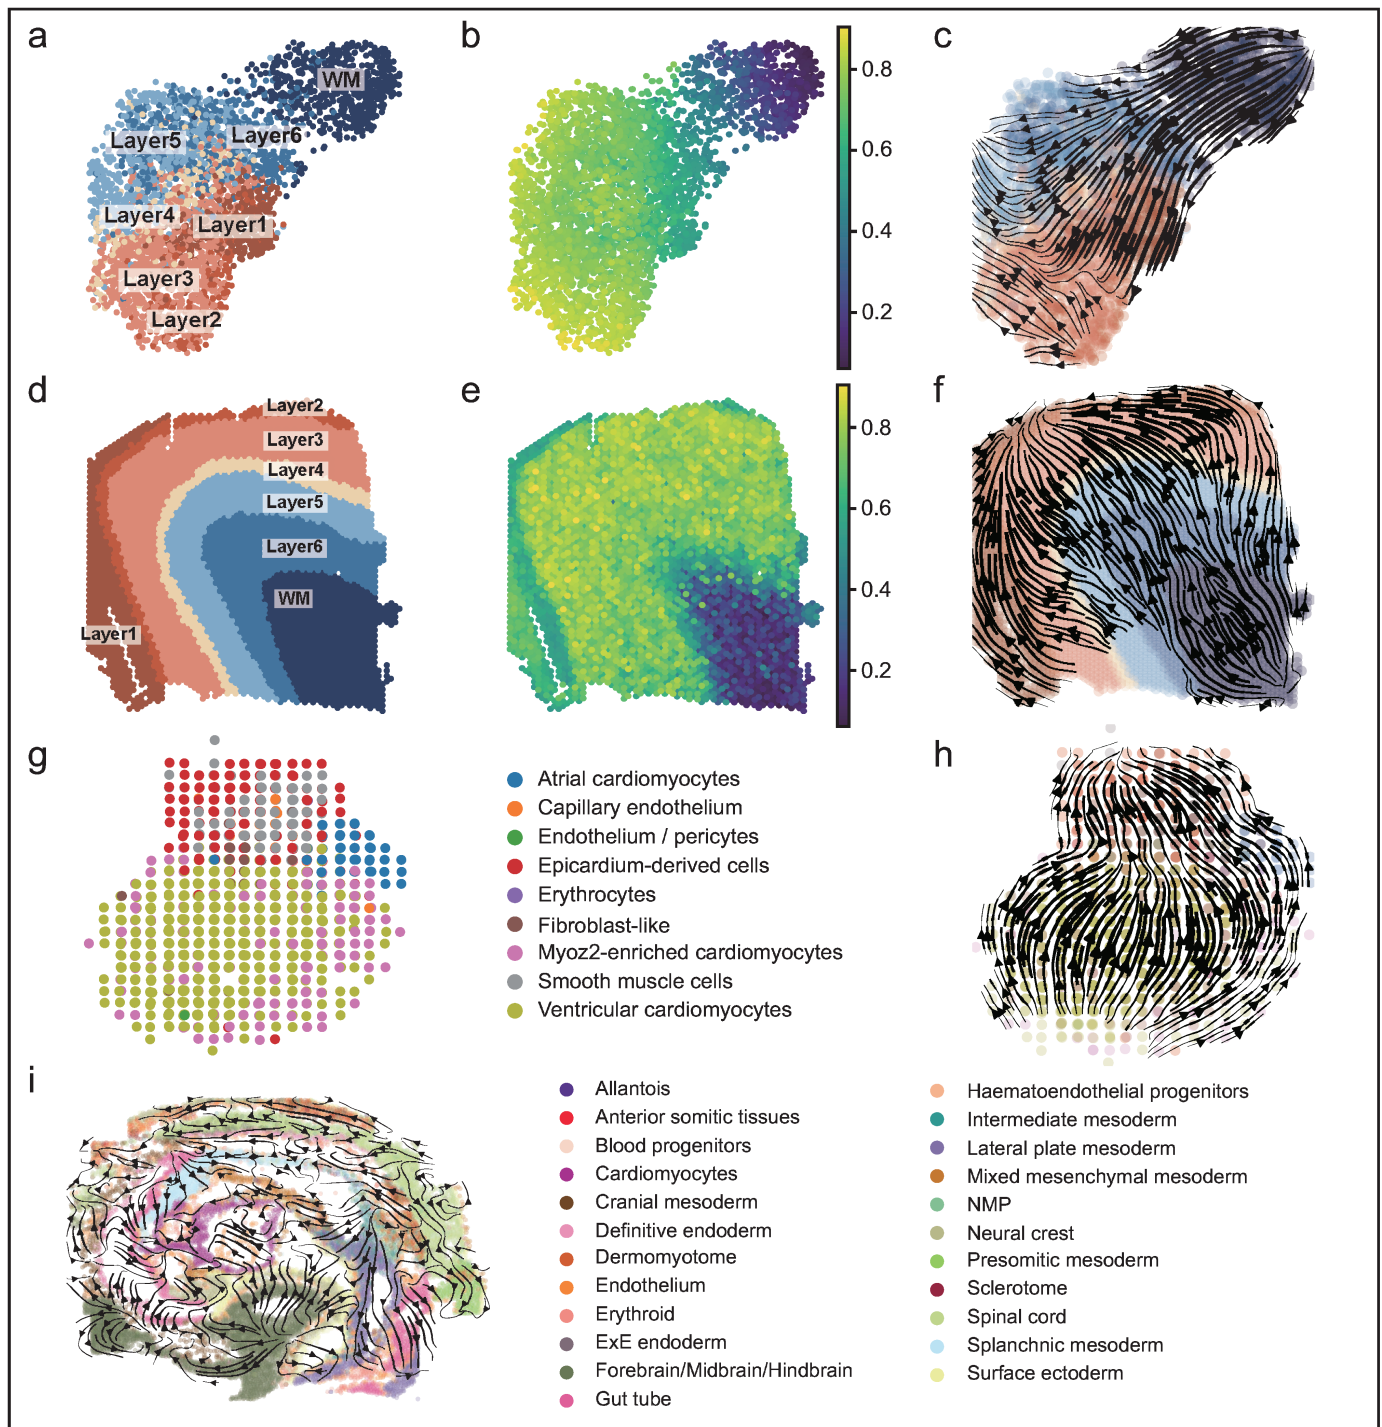 a
WM
Layer5
Layer6
Layer4
Layer1
Layer3
Layer2
b
0.8
0.6
0.4
0.2
c
d
Layer2
Layer3
Layer4
Layer5
Layer6
WM
Layer1
e
0.8
0.6
0.4
0.2
f
g
Atrial cardiomyocytes
Capillary endothelium
Endothelium / pericytes
Epicardium-derived cells
Erythrocytes
Fibroblast-like
Myoz2-enriched cardiomyocytes
Smooth muscle cells
Ventricular cardiomyocytes
h
i
Allantois
Anterior somitic tissues
Blood progenitors
Cardiomyocytes
Cranial mesoderm
Definitive endoderm
Dermomyotome
Endothelium
Erythroid
ExE endoderm
Forebrain/Midbrain/Hindbrain
Gut tube
Haematoendothelial progenitors
Intermediate mesoderm
Lateral plate mesoderm
Mixed mesenchymal mesoderm
NMP
Neural crest
Presomitic mesoderm
Sclerotome
Spinal cord
Splanchnic mesoderm
Surface ectoderm